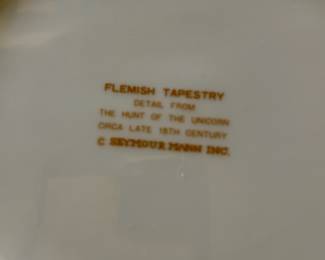 FLEMISH TAPESTRY
DETAIL FROM
THE HUNT OF THE UNICORN
CIRCA LATE 15TH CENTURY
C SEYMOUR MANN INC.